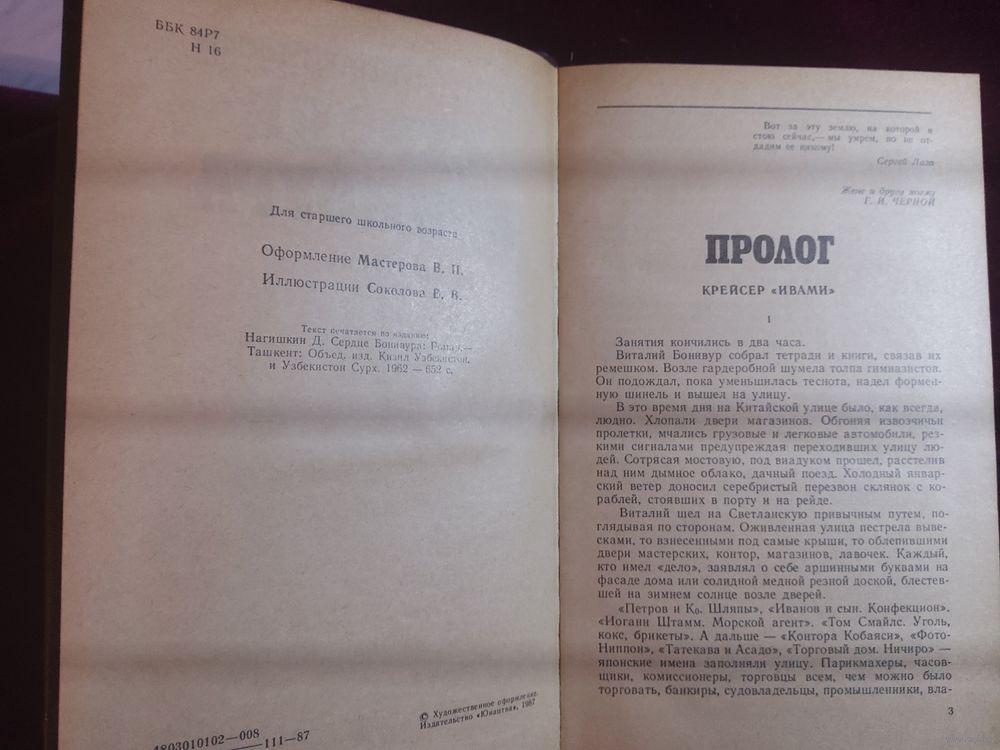 ББК 84Р7
Н 16
Для старшего школьного возраста
Оформление Мастерова В. П.
Иллюстрации Соколова Е. В.
Текст печатается по изданию:
Нагишкин Д. Сердце Бонивура: Роман.—
Ташкент: Объед. изд. Кизил Узбекистон.
и Узбекистон Сурх. 1962 — 652 с.
4803010102—008
—111—87
© Художественное оформление.
Издательство «Юкантва», 1987
Вот за эту землю, на которой я
стою сейчас,— мы умрем, но не от-
дадим ее никому!
Сергей Лазо
Жене и другу моему
Г. И. ЧЕРНОЙ
ПРОЛОГ
КРЕЙСЕР «ИВАМИ»
1
Занятия кончились в два часа.
Виталий Бонивур собрал тетради и книги, связав их
ремешком. Возле гардеробной шумела толпа гимназистов.
Он подождал, пока уменьшилась теснота, надел формен-
ную шинель и вышел на улицу.
В это время дня на Китайской улице было, как всегда,
людно. Хлопали двери магазинов. Обгоняя извозчичьи
пролетки, мчались грузовые и легковые автомобили, рез-
кими сигналами предупреждая переходивших улицу лю-
дей. Сотрясая мостовую, под виадуком прошел, расстелив
над ним дымное облако, дачный поезд. Холодный январ-
ский ветер доносил серебристый перезвон склянок с ко-
раблей, стоявших в порту и на рейде.
Виталий шел на Светланскую привычным путем, по-
глядывая по сторонам. Оживленная улица пестрела вывес-
ками, то взнесенными под самые крыши, то облепившими
двери мастерских, контор, магазинов, лавочек. Каждый,
кто имел «дело», заявлял о себе аршинными буквами на
фасаде дома или солидной медной резной доской, блестев-
шей на зимнем солнце возле дверей.
«Петров и Ко. Шляпы», «Иванов и сын. Конфекцион».
«Иоганн Штамм. Морской агент». «Том Смайлс. Уголь,
кокс, брикеты». А дальше — «Контора Кобаяси», «Фото-
Ниппон», «Татекава и Асадо», «Торговый дом. Ничиро» —
японские имена заполняли улицу. Парикмахеры, часов-
щики, комиссионеры, торговцы всем, чем можно было
торговать, банкиры, судовладельцы, промышленники, вла-
3